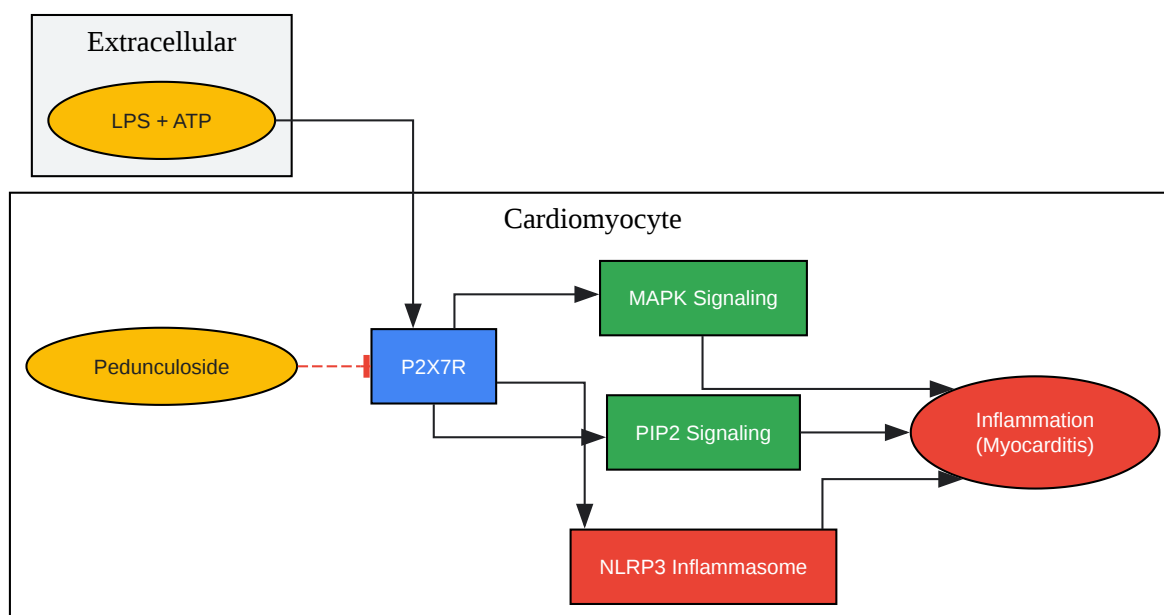 Extracellular
LPS + ATP
Cardiomyocyte
MAPK Signaling
Pedunculoside
P2X7R
PIP2 Signaling
Inflammation
(Myocarditis)
NLRP3 Inflammasome